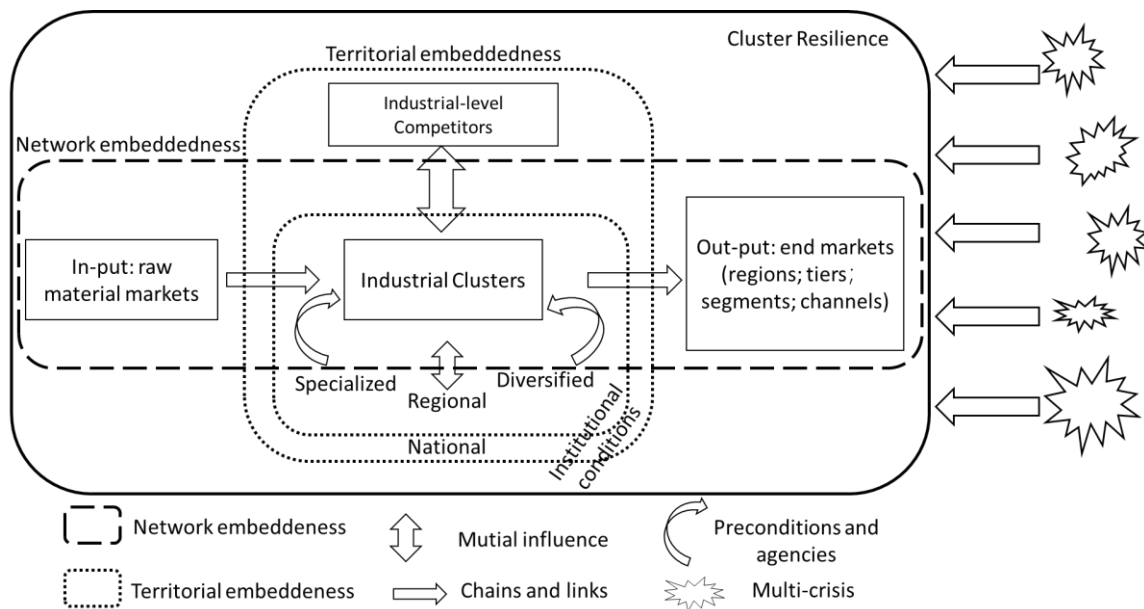 Cluster Resilience
Territorial embeddedness
Industrial-level
Competitors
Network embeddedness
In-put: raw
material markets
Industrial Clusters
Out-put: end markets
(regions; tiers;
segments; channels)
Specialized
Diversified
Regional
National
Institutional
conditions
Network embeddeness
Mutial influence
Preconditions and
agencies
Territorial embeddeness
Chains and links
Multi-crisis